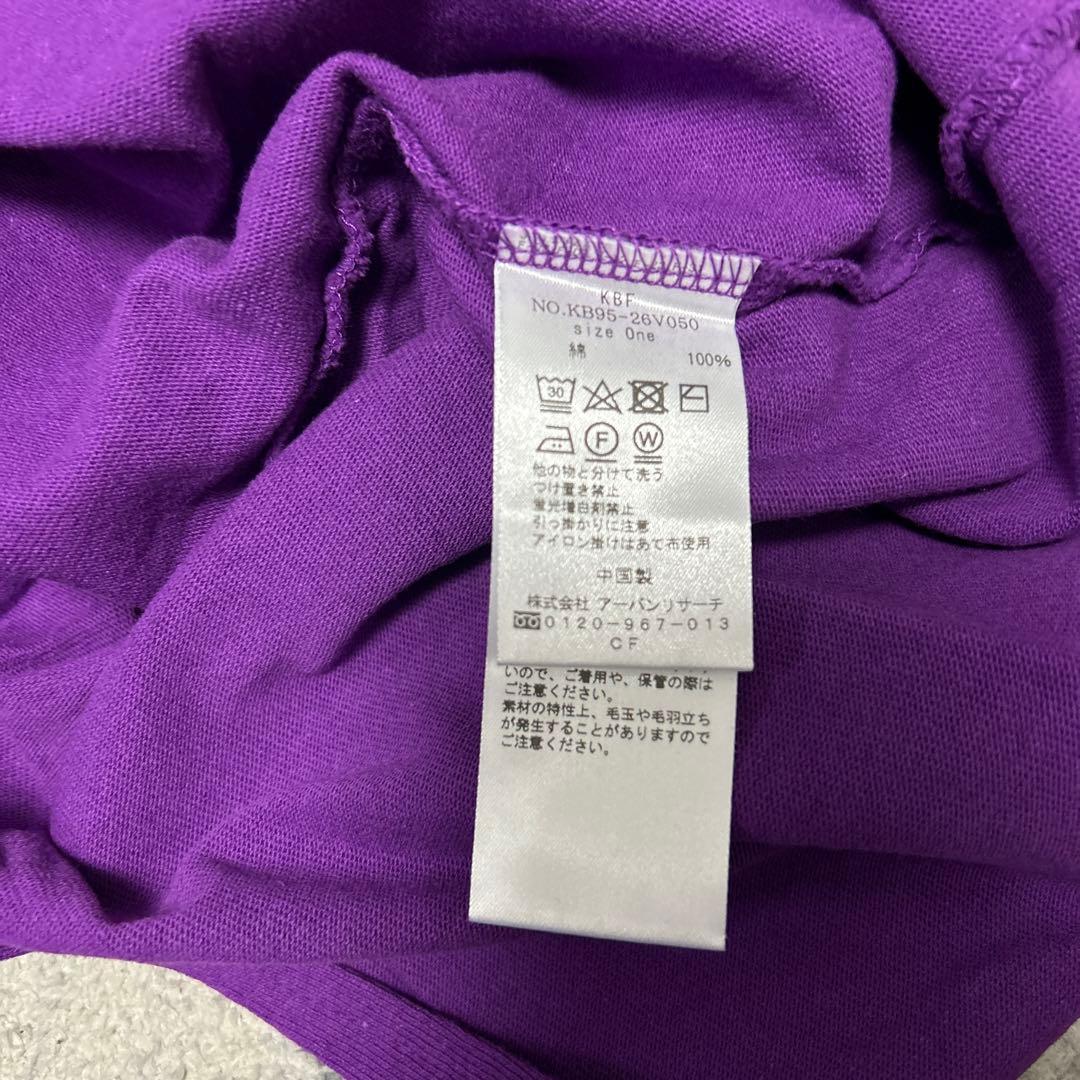 KBF
NO.KB95-26V050
size One
綿 100%
30
F W
他の物と分けて洗う
つけ置き禁止
蛍光増白剤禁止
引っ掛かりに注意
アイロン掛けはあて布使用
中国製
株式会社 アーバンリサーチ
0120-967-013
CF
いので、ご着用や、保管の際は
ご注意ください。
素材の特性上、毛玉や毛羽立ち
が発生することがありますので
ご注意ください。